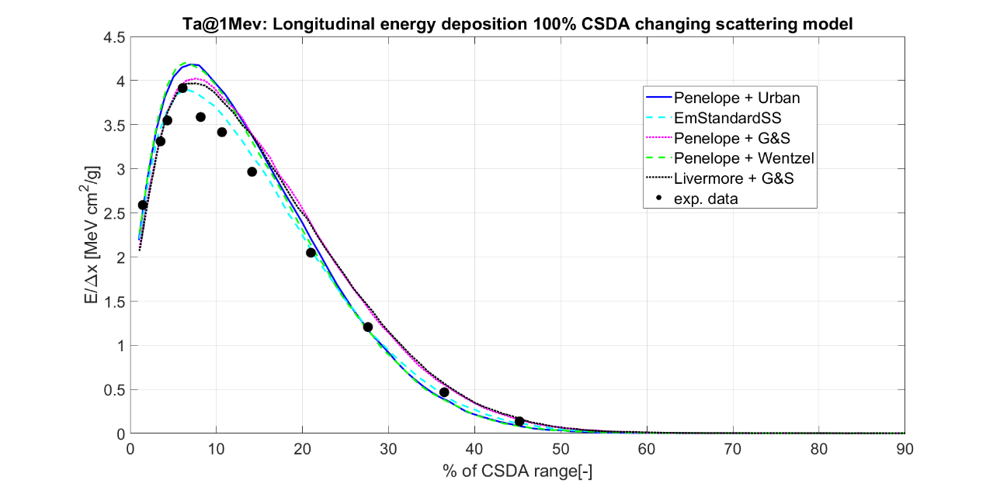 Ta@1Mev: Longitudinal energy deposition 100% CSDA changing scattering model
4.5
4
3.5
3
2.5
2
1.5
1
0.5
0
E/Δx [MeV cm²/g]
Penelope + Urban
EmStandardSS
Penelope + G&S
Penelope + Wentzel
Livermore + G&S
exp. data
0 10 20 30 40 50 60 70 80 90
% of CSDA range[-]